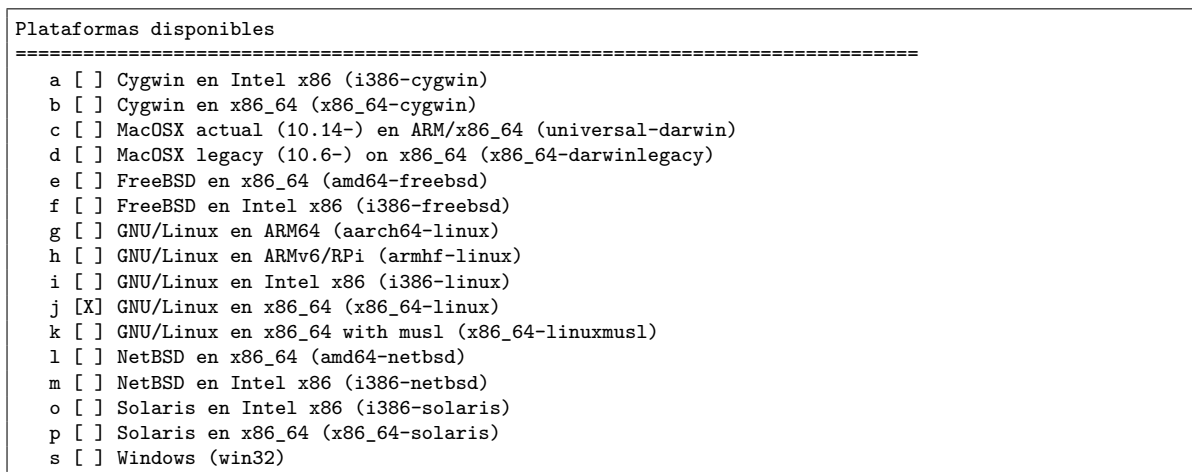 Plataformas disponibles
================================================================================
a [ ] Cygwin en Intel x86 (i386-cygwin)
b [ ] Cygwin en x86_64 (x86_64-cygwin)
c [ ] MacOSX actual (10.14-) en ARM/x86_64 (universal-darwin)
d [ ] MacOSX legacy (10.6-) on x86_64 (x86_64-darwinlegacy)
e [ ] FreeBSD en x86_64 (amd64-freebsd)
f [ ] FreeBSD en Intel x86 (i386-freebsd)
g [ ] GNU/Linux en ARM64 (aarch64-linux)
h [ ] GNU/Linux en ARMv6/RPi (armhf-linux)
i [ ] GNU/Linux en Intel x86 (i386-linux)
j [X] GNU/Linux en x86_64 (x86_64-linux)
k [ ] GNU/Linux en x86_64 with musl (x86_64-linuxmusl)
l [ ] NetBSD en x86_64 (amd64-netbsd)
m [ ] NetBSD en Intel x86 (i386-netbsd)
o [ ] Solaris en Intel x86 (i386-solaris)
p [ ] Solaris en x86_64 (x86_64-solaris)
s [ ] Windows (win32)